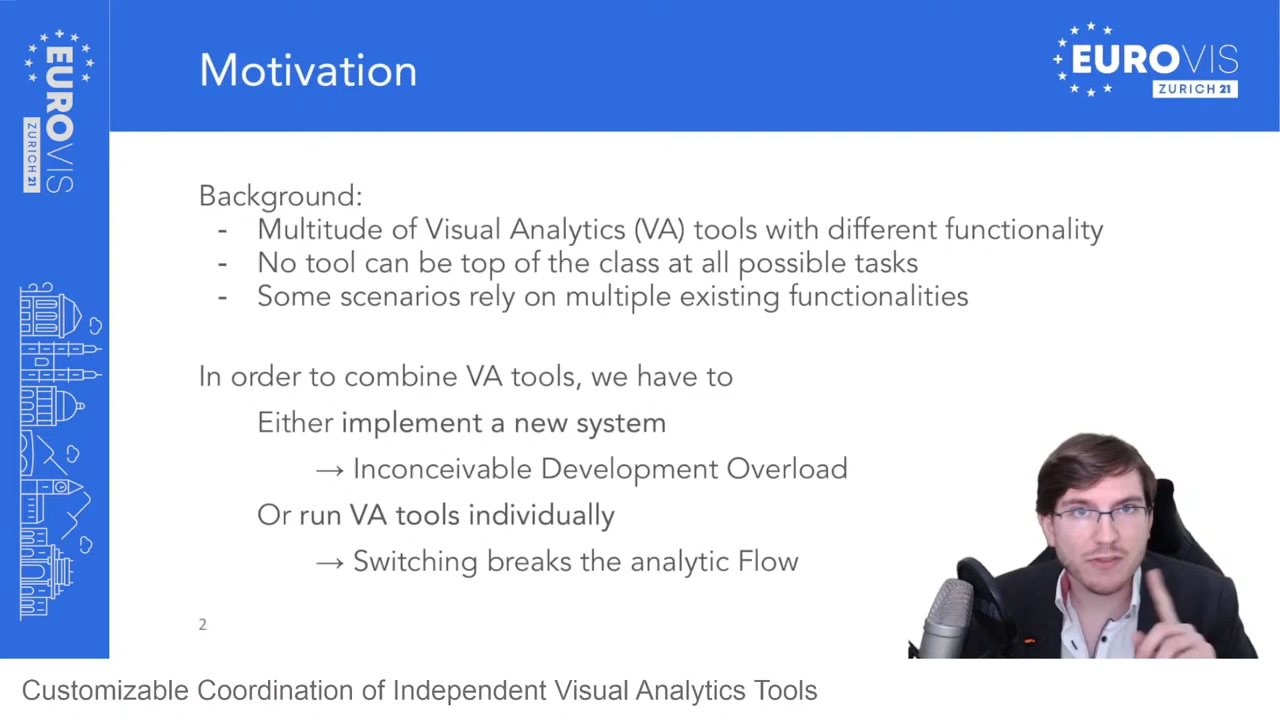 EUROVIS
ZURICH 21
Motivation
EUROVIS
ZURICH 21
Background:
- Multitude of Visual Analytics (VA) tools with different functionality
- No tool can be top of the class at all possible tasks
- Some scenarios rely on multiple existing functionalities
In order to combine VA tools, we have to
Either implement a new system
→ Inconceivable Development Overload
Or run VA tools individually
→ Switching breaks the analytic Flow
2
Customizable Coordination of Independent Visual Analytics Tools